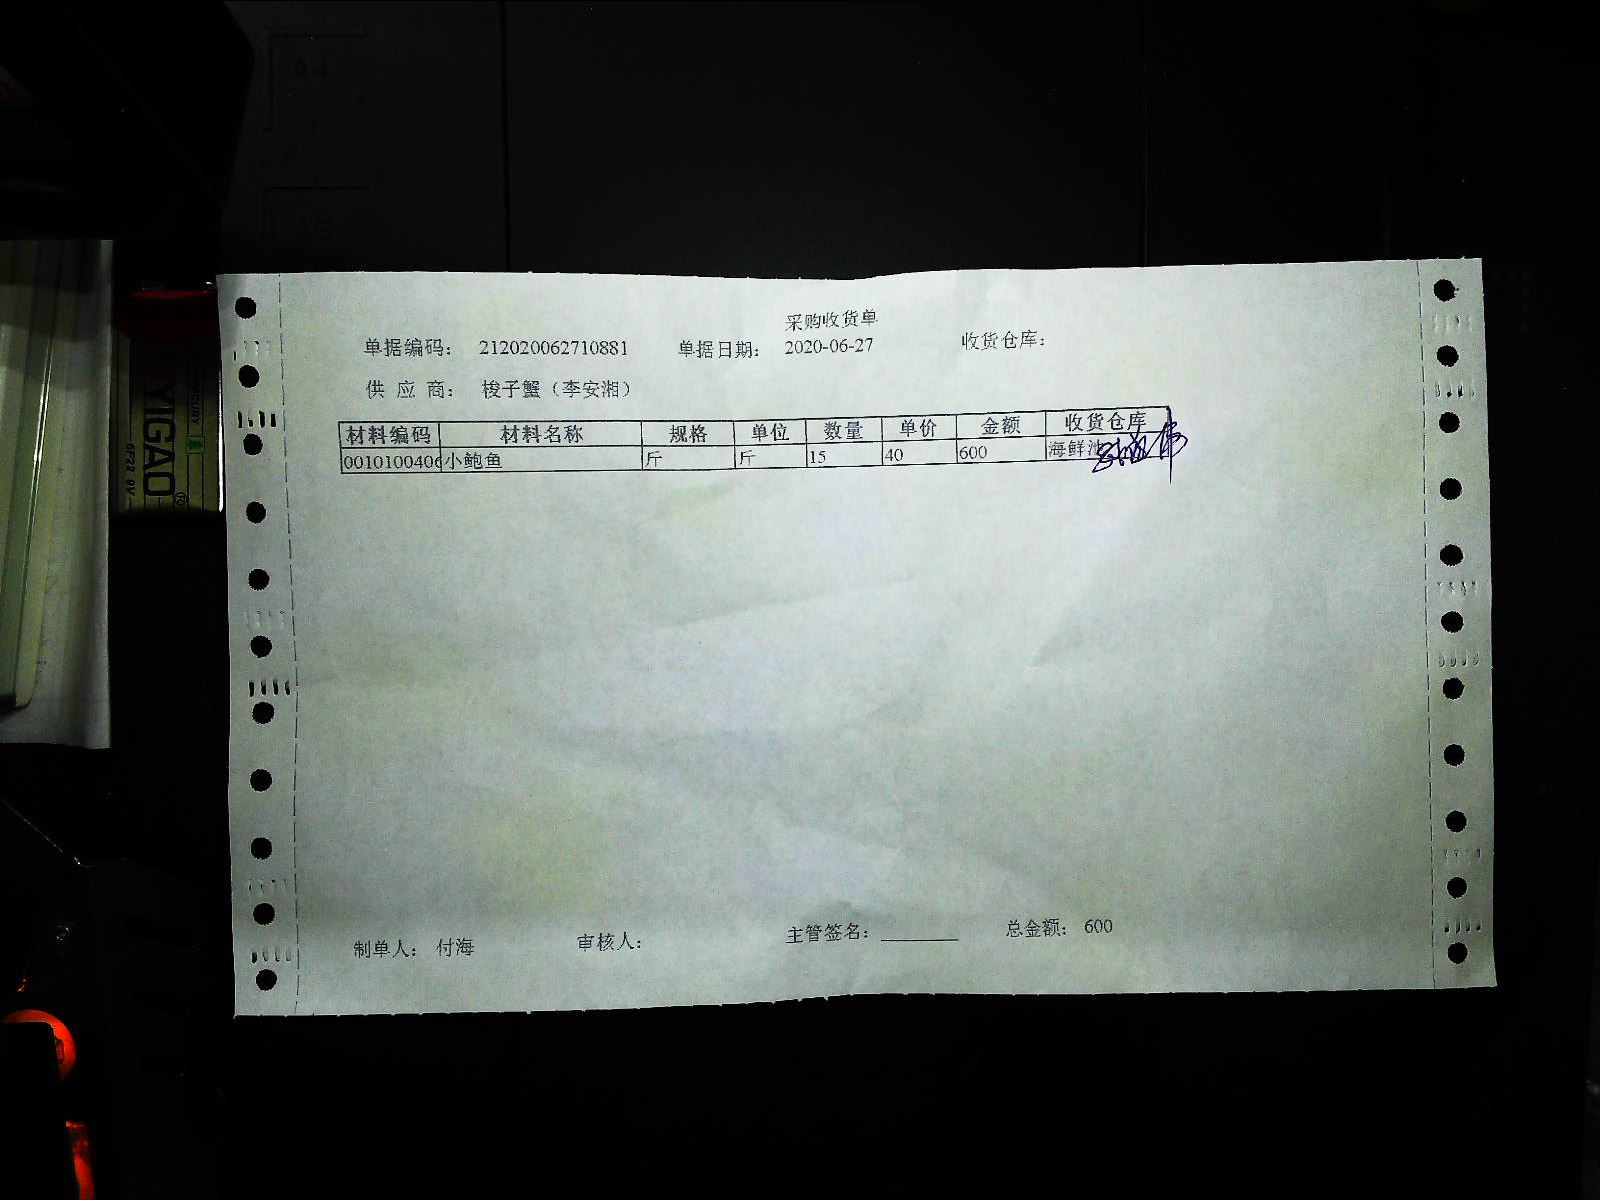 采购收货单
单据编码: 212020062710881 单据日期: 2020-06-27 收货仓库:
供 应 商: 梭子蟹（李安湘）
材料编码 材料名称 规格 单位 数量 单价 金额 收货仓库
0010100406 小鲍鱼 斤 斤 15 40 600 海鲜池
制单人: 付海 审核人: 主管签名: 总金额: 600
YIGAO
6F22 9V